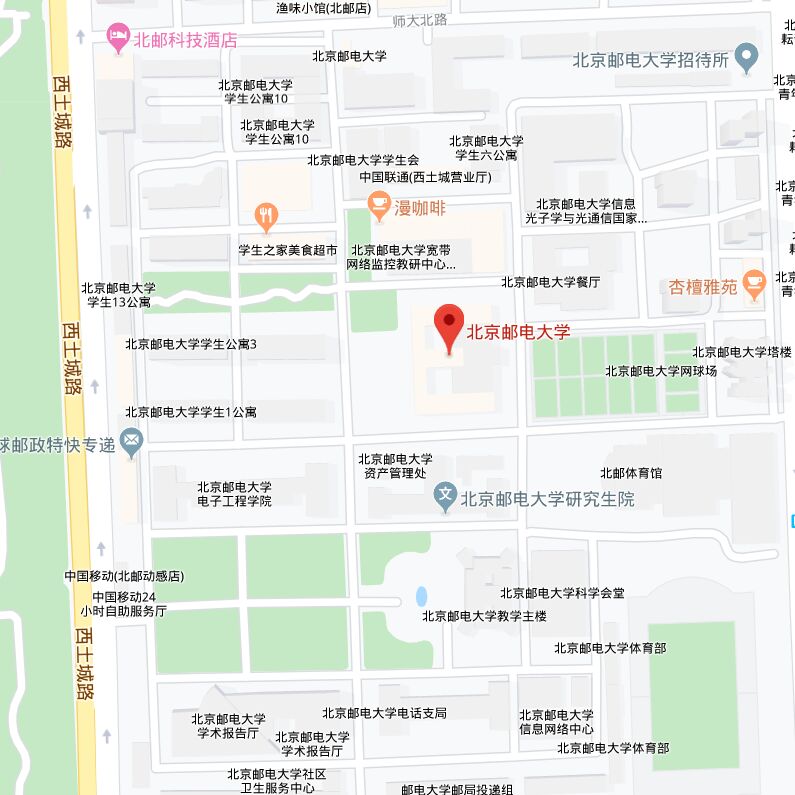 渔味小馆(北邮店)
师大北路
北邮科技酒店
北京邮电大学
北京邮电大学招待所
西土城路
北京邮电大学
学生公寓10
北京邮电大学
学生公寓10
北京邮电大学
学生六公寓
北京邮电大学学生会
中国联通(西土城营业厅)
漫咖啡
北京邮电大学信息
光子学与光通信国家...
学生之家美食超市
北京邮电大学宽带
网络监控教研中心...
北京邮电大学
学生13公寓
北京邮电大学餐厅
杏檀雅苑
北京邮电大学
西土城路
北京邮电大学学生公寓3
北京邮电大学塔楼
北京邮电大学网球场
北京邮电大学学生1公寓
球邮政特快专递
北京邮电大学
资产管理处
北邮体育馆
北京邮电大学
电子工程学院
文
北京邮电大学研究生院
中国移动(北邮动感店)
中国移动24
小时自助服务厅
北京邮电大学科学会堂
北京邮电大学教学主楼
西土城路
北京邮电大学体育部
北京邮电大学
学术报告厅
北京邮电大学电话支局
北京邮电大学
信息网络中心
北京邮电大学
学术报告厅
北京邮电大学体育部
北京邮电大学社区
卫生服务中心
邮电大学邮局投递组